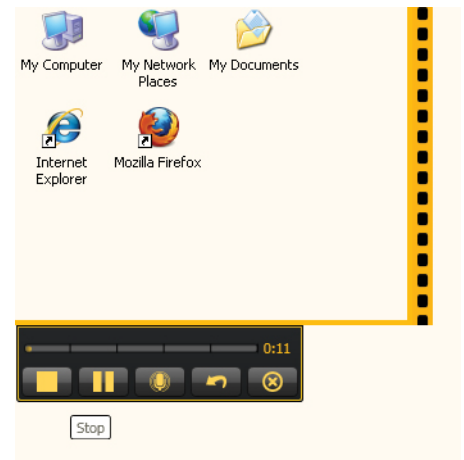 My Computer
My Network
Places
My Documents
Internet
Explorer
Mozilla Firefox
0:11
Stop